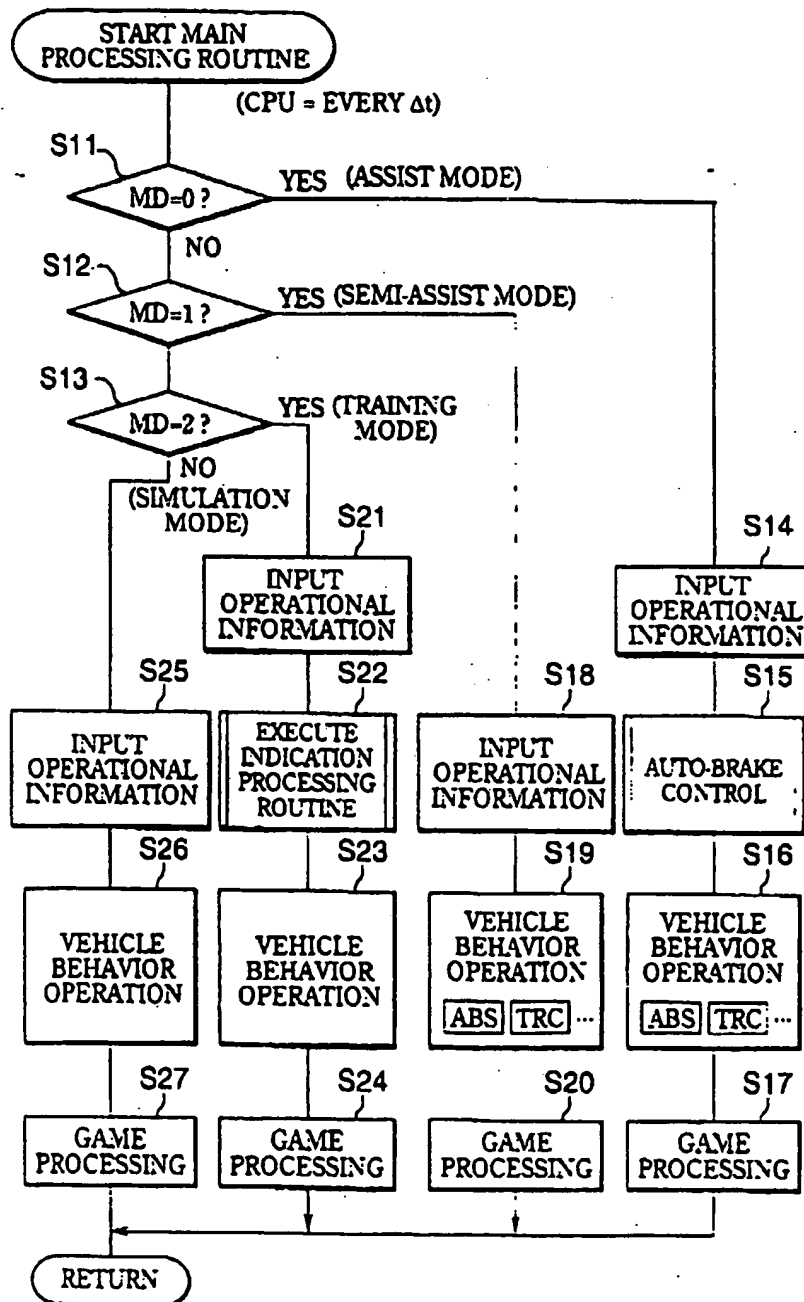 START MAIN
PROCESSING ROUTINE
(CPU = EVERY Δt)
S11
MD=0 ?
YES (ASSIST MODE)
NO
S12
MD=1 ?
YES (SEMI-ASSIST MODE)
S13
MD=2 ?
YES (TRAINING
MODE)
NO
(SIMULATION
MODE)
S21
INPUT
OPERATIONAL
INFORMATION
S14
INPUT
OPERATIONAL
INFORMATION
S25
INPUT
OPERATIONAL
INFORMATION
S22
EXECUTE
INDICATION
PROCESSING
ROUTINE
S18
INPUT
OPERATIONAL
INFORMATION
S15
AUTO-BRAKE
CONTROL
S26
VEHICLE
BEHAVIOR
OPERATION
S23
VEHICLE
BEHAVIOR
OPERATION
S19
VEHICLE
BEHAVIOR
OPERATION
ABS TRC ...
S16
VEHICLE
BEHAVIOR
OPERATION
ABS TRC ...
S27
GAME
PROCESSING
S24
GAME
PROCESSING
S20
GAME
PROCESSING
S17
GAME
PROCESSING
RETURN